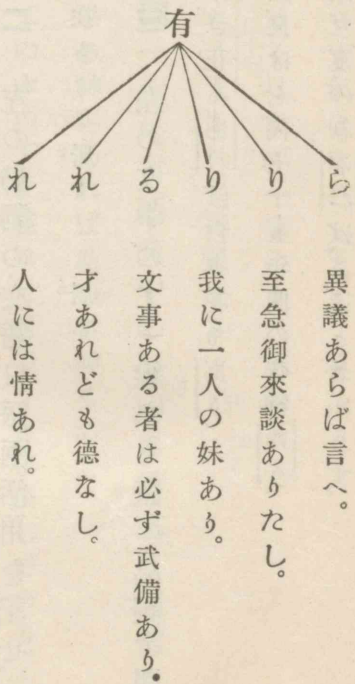 有
ら 異議あらば言へ。
り 至急御來談ありたし。
り 我に一人の妹あり。
る 文事ある者は必ず武備あり.
れ 才あれども德なし。
れ 人には情あれ。